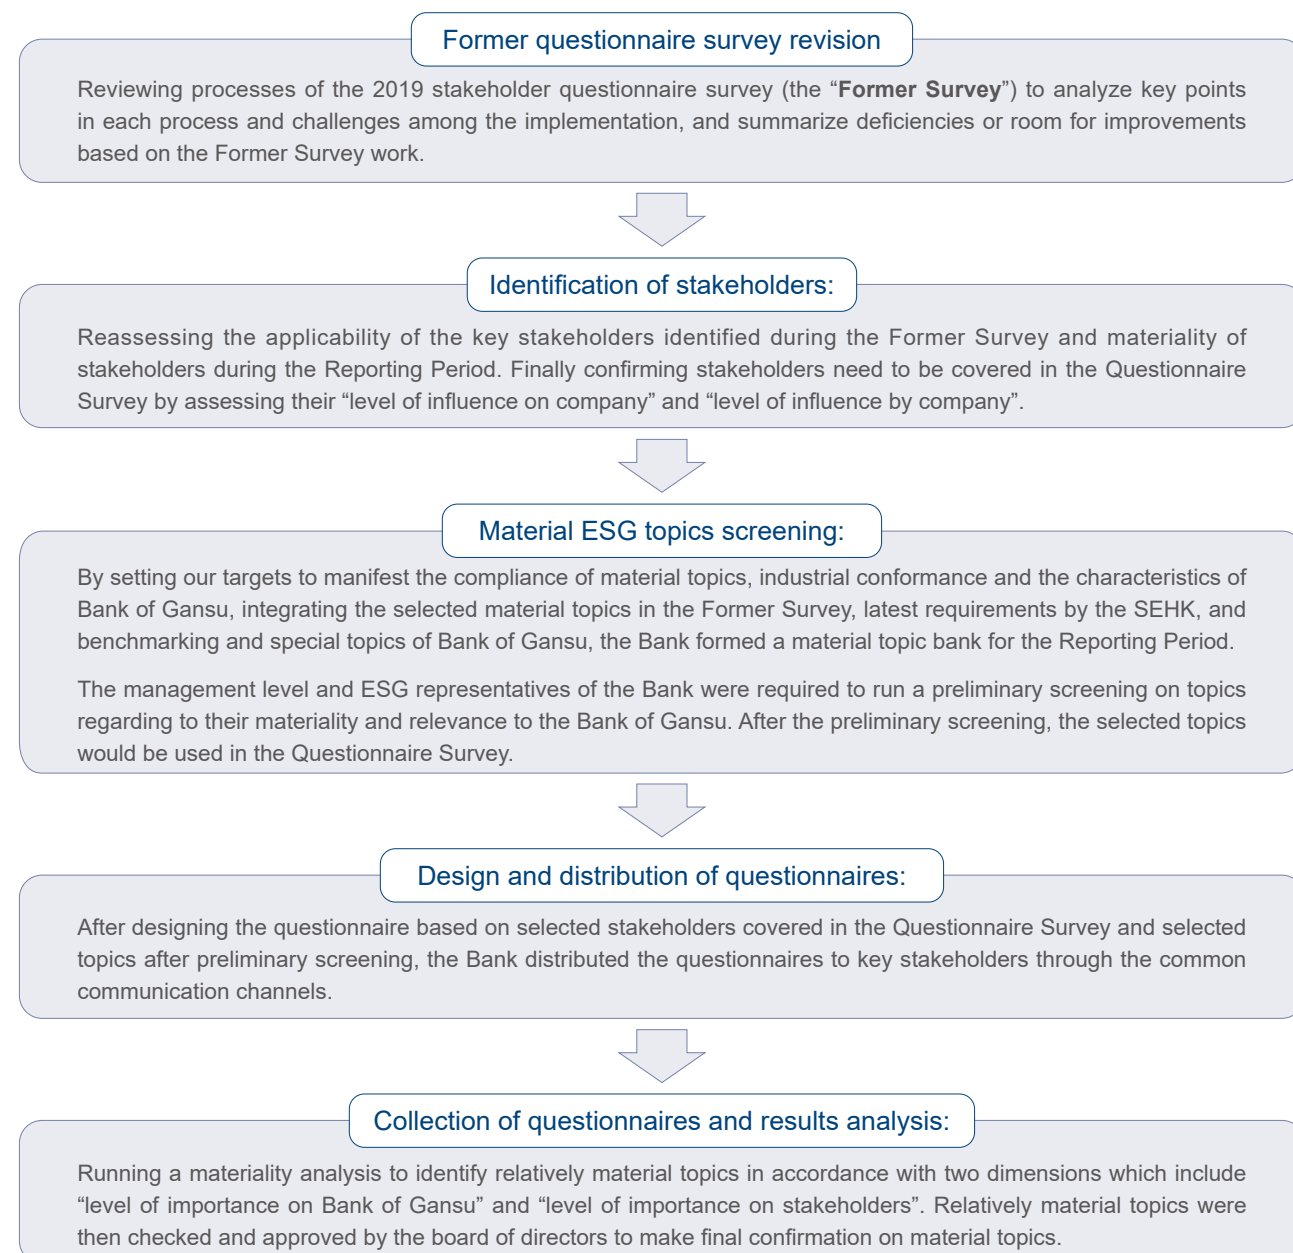 Former questionnaire survey revision
Reviewing processes of the 2019 stakeholder questionnaire survey (the “Former Survey”) to analyze key points
in each process and challenges among the implementation, and summarize deficiencies or room for improvements
based on the Former Survey work.
Identification of stakeholders:
Reassessing the applicability of the key stakeholders identified during the Former Survey and materiality of
stakeholders during the Reporting Period. Finally confirming stakeholders need to be covered in the Questionnaire
Survey by assessing their “level of influence on company” and “level of influence by company”.
Material ESG topics screening:
By setting our targets to manifest the compliance of material topics, industrial conformance and the characteristics of
Bank of Gansu, integrating the selected material topics in the Former Survey, latest requirements by the SEHK, and
benchmarking and special topics of Bank of Gansu, the Bank formed a material topic bank for the Reporting Period.
The management level and ESG representatives of the Bank were required to run a preliminary screening on topics
regarding to their materiality and relevance to the Bank of Gansu. After the preliminary screening, the selected topics
would be used in the Questionnaire Survey.
Design and distribution of questionnaires:
After designing the questionnaire based on selected stakeholders covered in the Questionnaire Survey and selected
topics after preliminary screening, the Bank distributed the questionnaires to key stakeholders through the common
communication channels.
Collection of questionnaires and results analysis:
Running a materiality analysis to identify relatively material topics in accordance with two dimensions which include
“level of importance on Bank of Gansu” and “level of importance on stakeholders”. Relatively material topics were
then checked and approved by the board of directors to make final confirmation on material topics.